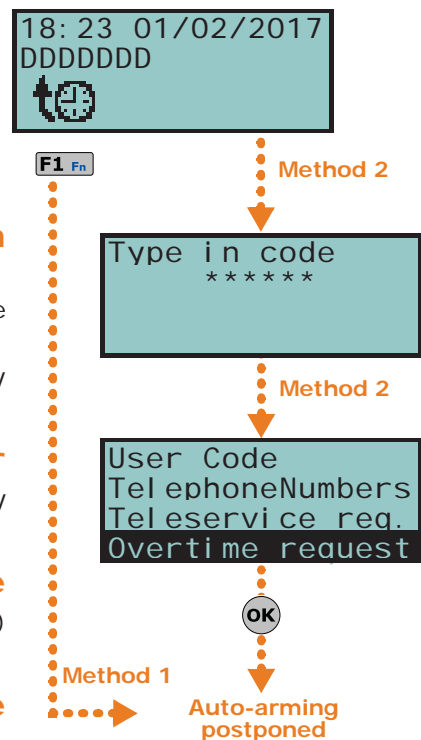 18:23 01/02/2017
DDDDDDD
F1 Fn
Method 2
Type in code
******
Method 2
User Code
TelephoneNumbers
Teleservice req.
Overtime request
OK
Method 1
Auto-arming
postponed